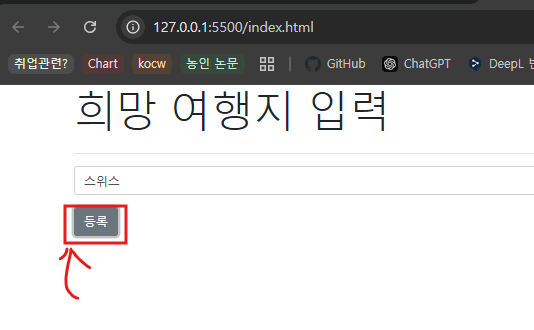 127.0.0.1:5500/index.html
취업관련? Chart kocw 농인 논문 GitHub ChatGPT DeepL
희망 여행지 입력
스위스
등록